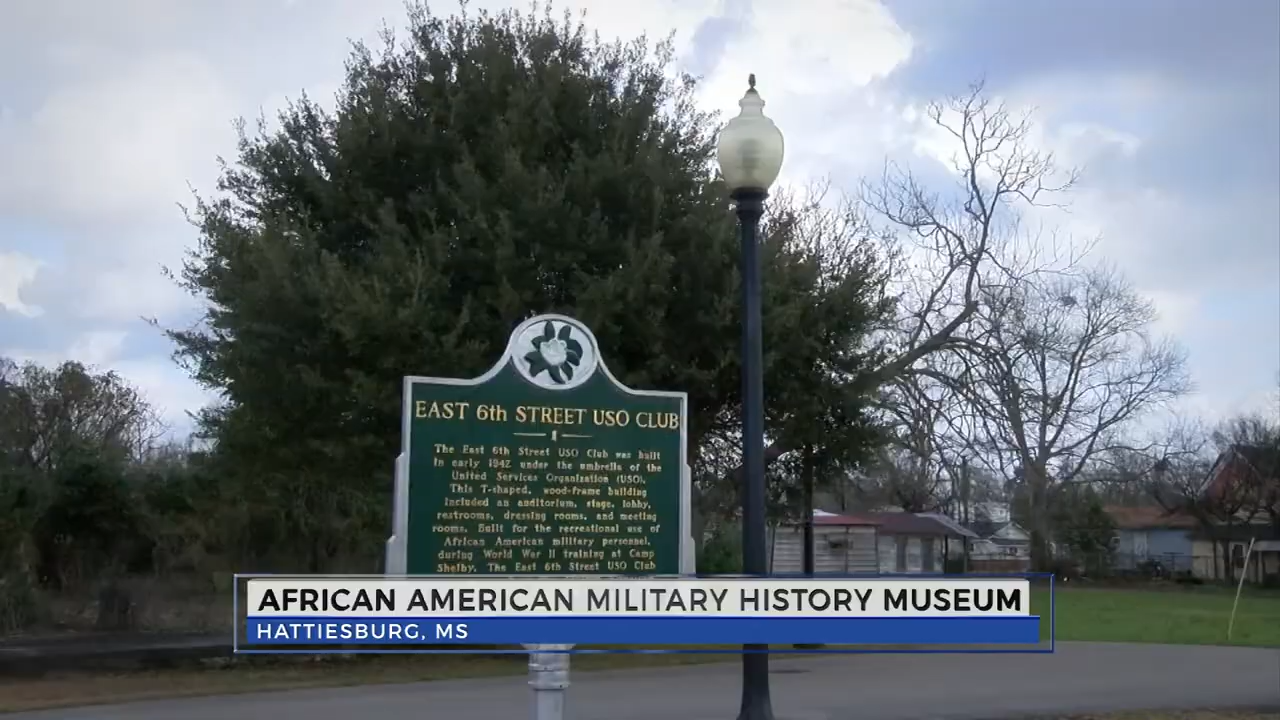 EAST 6th STREET USO CLUB
The East 6th Street USO Club was built
in early 1942 under the umbrella of the
United Services Organization (USO).
This T-shaped, wood-frame building
included an auditorium, stage, lobby,
restrooms, dressing rooms, and meeting
rooms. Built for the recreational use of
African American military personnel,
during World War II training at Camp
Shelby, The East 6th Street USO Club
AFRICAN AMERICAN MILITARY HISTORY MUSEUM
HATTIESBURG, MS